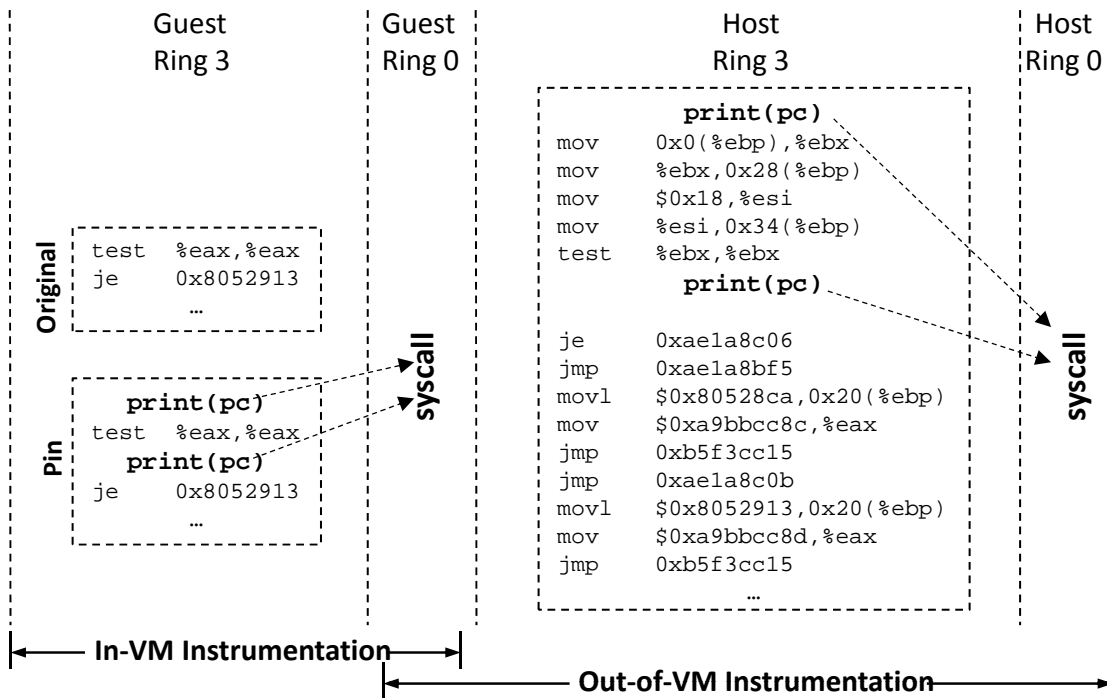 Guest
Ring 3
Guest
Ring 0
Host
Ring 3
Host
Ring 0
Original
test %eax,%eax
je 0x8052913
…
Pin
print(pc)
test %eax,%eax
print(pc)
je 0x8052913
…
syscall
print(pc)
mov 0x0(%ebp),%ebx
mov %ebx,0x28(%ebp)
mov $0x18,%esi
mov %esi,0x34(%ebp)
test %ebx,%ebx
print(pc)
je 0xae1a8c06
jmp 0xae1a8bf5
movl $0x80528ca,0x20(%ebp)
mov $0xa9bbcc8c,%eax
jmp 0xb5f3cc15
jmp 0xae1a8c0b
movl $0x8052913,0x20(%ebp)
mov $0xa9bbcc8d,%eax
jmp 0xb5f3cc15
…
syscall
In-VM Instrumentation
Out-of-VM Instrumentation